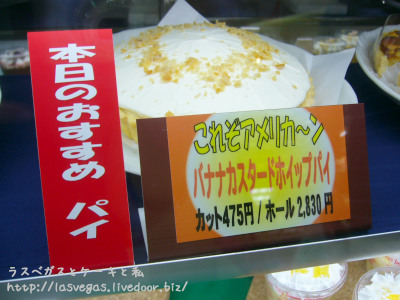 本日のおすすめ パイ
これぞアメリカ〜ン
バナナカスタードホイップパイ
カット475円 / ホール 2,830 円
ラスベガスとケーキと私
http://lasvegas.livedoor.biz/